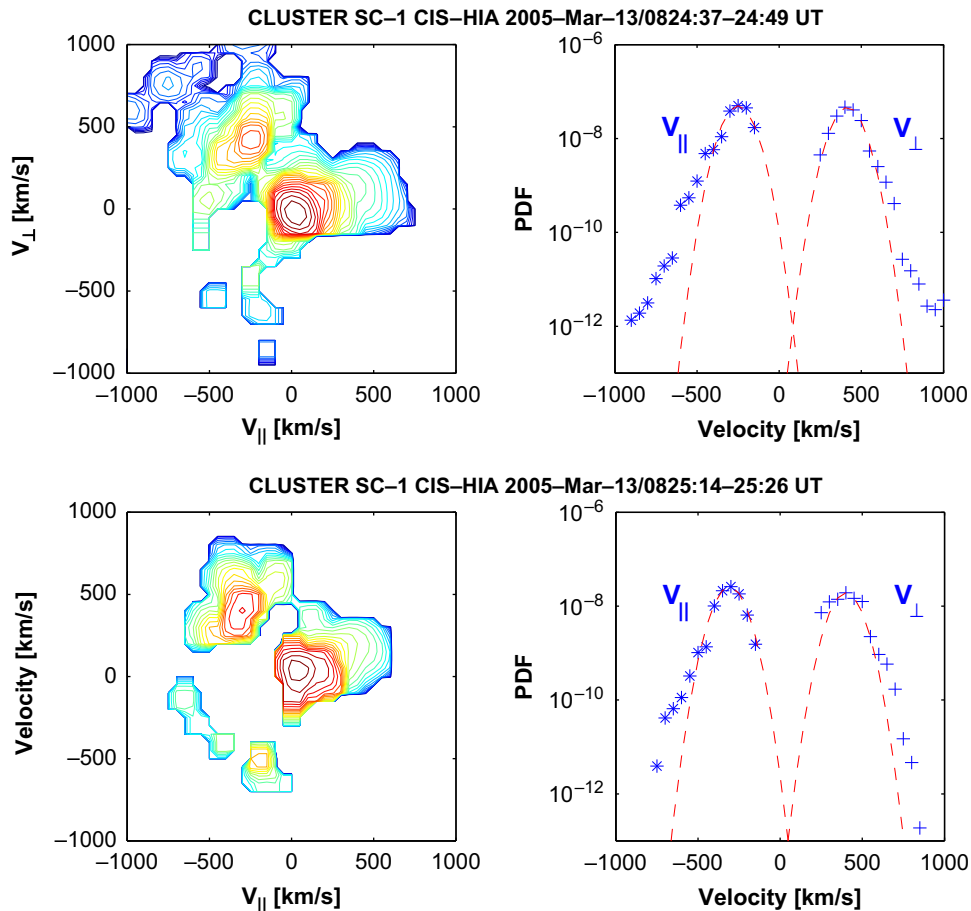 CLUSTER SC–1 CIS–HIA 2005–Mar–13/0824:37–24:49 UT
1000
500
0
–500
–1000
V⊥ [km/s]
–1000 –500 0 500 1000
V|| [km/s]
10–6
10–8
10–10
10–12
PDF
V||
V⊥
–1000 –500 0 500 1000
Velocity [km/s]
CLUSTER SC–1 CIS–HIA 2005–Mar–13/0825:14–25:26 UT
1000
500
0
–500
–1000
Velocity [km/s]
–1000 –500 0 500 1000
V|| [km/s]
10–6
10–8
10–10
10–12
PDF
V||
V⊥
–1000 –500 0 500 1000
Velocity [km/s]